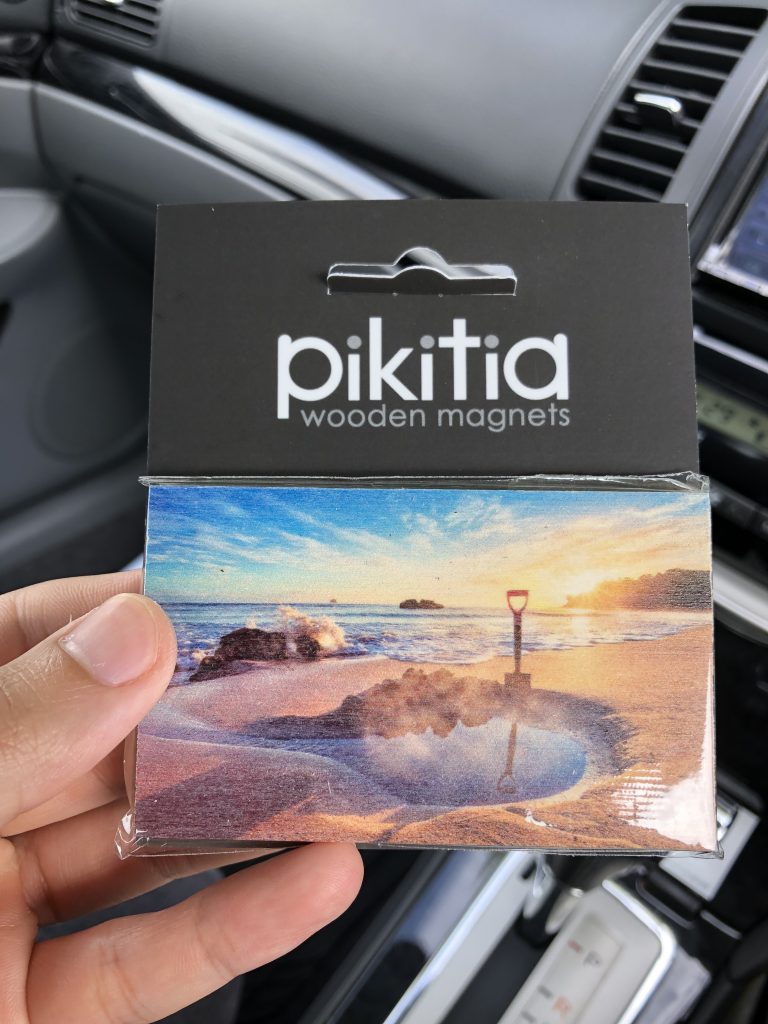 pikitia
wooden magnets
P
R